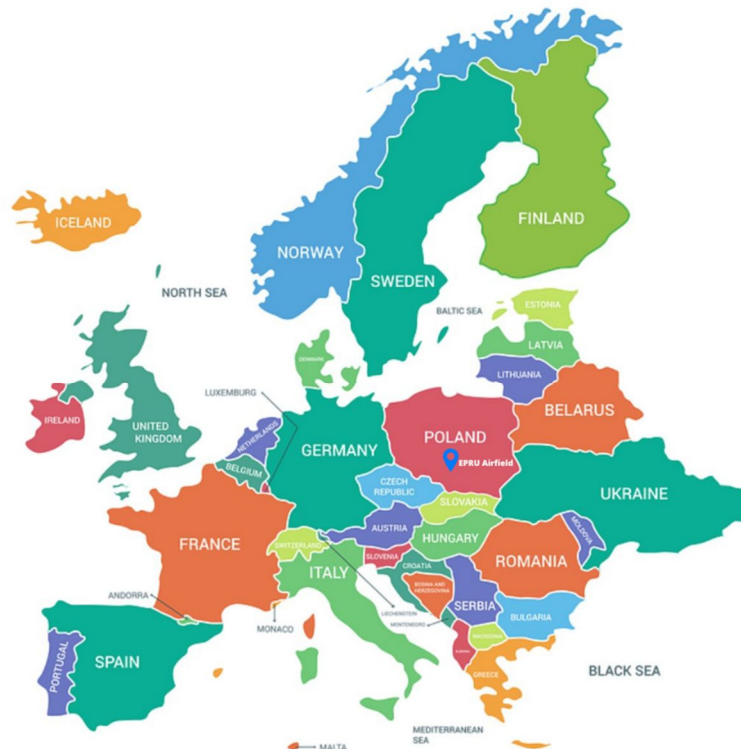 ICELAND
NORWAY
SWEDEN
FINLAND
NORTH SEA
BALTIC SEA
ESTONIA
LATVIA
LITHUANIA
DENMARK
LUXEMBURG
IRELAND
UNITED
KINGDOM
NETHERLANDS
BELGIUM
GERMANY
POLAND
EPRU Airfield
BELARUS
CZECH
REPUBLIC
SLOVAKIA
UKRAINE
FRANCE
SWITZERLAND
AUSTRIA
HUNGARY
MOLDOVA
ROMANIA
SLOVENIA
CROATIA
ITALY
BOSNIA AND
HERZEGOVINA
SERBIA
BULGARIA
ANDORRA
MONACO
LIECHTENSTEIN
MONTENEGRO
MACEDONIA
ALBANIA
GREECE
PORTUGAL
SPAIN
BLACK SEA
MEDITERRANEAN
SEA
MALTA